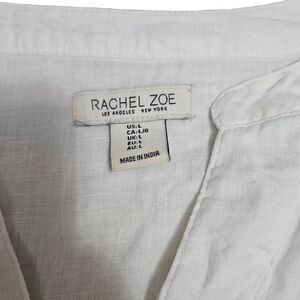 RACHEL ZOE
LOS ANGELES NEW YORK
US:L
CA:L/G
UK:L
EU:L
AU:L
MADE IN INDIA